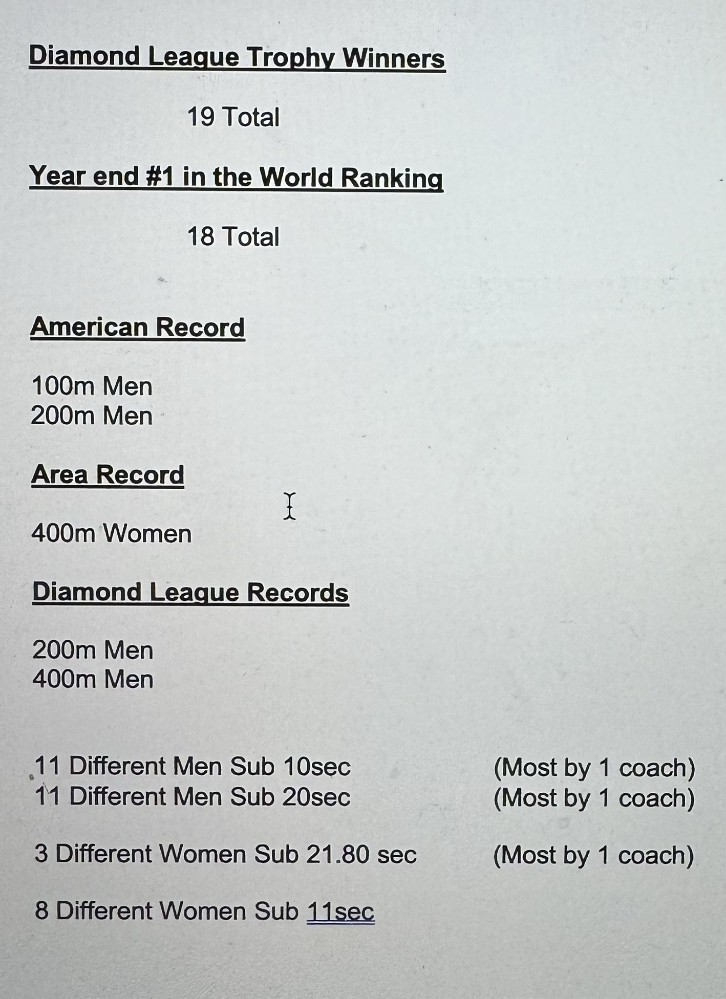 Diamond League Trophy Winners
19 Total
Year end #1 in the World Ranking
18 Total
American Record
100m Men
200m Men
Area Record
400m Women
Diamond League Records
200m Men
400m Men
11 Different Men Sub 10sec (Most by 1 coach)
11 Different Men Sub 20sec (Most by 1 coach)
3 Different Women Sub 21.80 sec (Most by 1 coach)
8 Different Women Sub 11sec